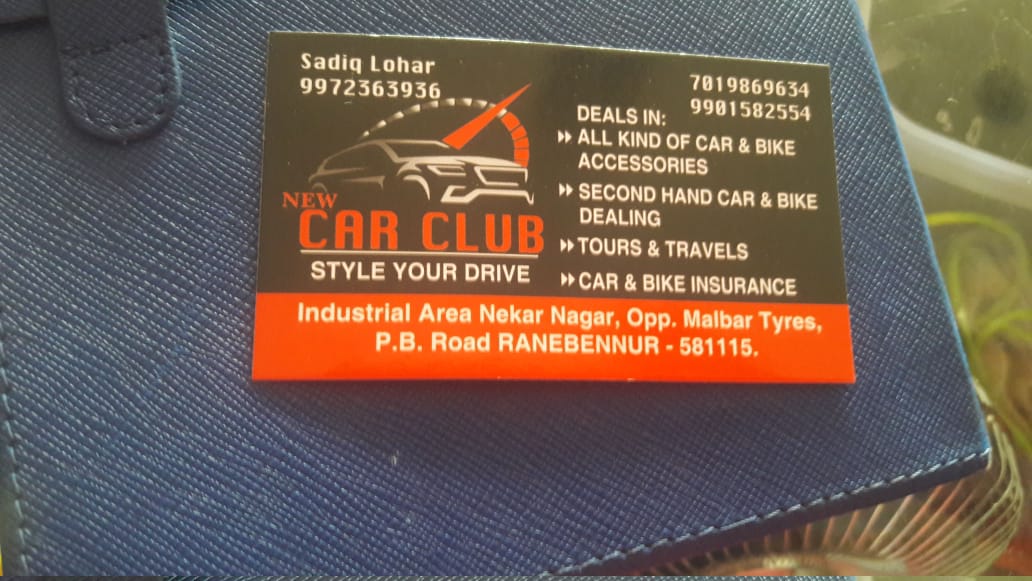 Sadiq Lohar
9972363936
7019869634
9901582554
NEW
CAR CLUB
STYLE YOUR DRIVE
DEALS IN:
ALL KIND OF CAR & BIKE
ACCESSORIES
SECOND HAND CAR & BIKE
DEALING
TOURS & TRAVELS
CAR & BIKE INSURANCE
Industrial Area Nekar Nagar, Opp. Malbar Tyres,
P.B. Road RANEBENNUR - 581115.